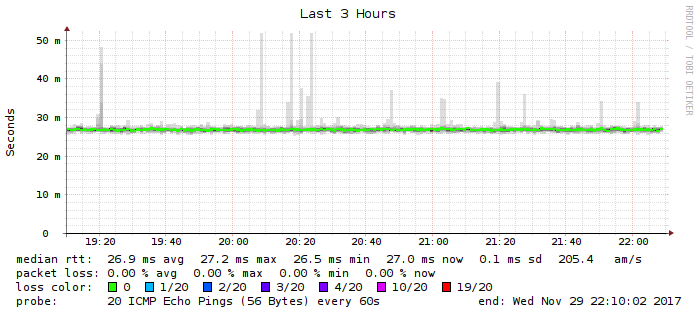 Last 3 Hours
RRDTOOL / TOBI OETIKER
Seconds
50 m
40 m
30 m
20 m
10 m
0
19:20 19:40 20:00 20:20 20:40 21:00 21:20 21:40 22:00
median rtt: 26.9 ms avg 27.2 ms max 26.5 ms min 27.0 ms now 0.1 ms sd 205.4 am/s
packet loss: 0.00 % avg 0.00 % max 0.00 % min 0.00 % now
loss color: 0 1/20 2/20 3/20 4/20 10/20 19/20
probe: 20 ICMP Echo Pings (56 Bytes) every 60s end: Wed Nov 29 22:10:02 2017